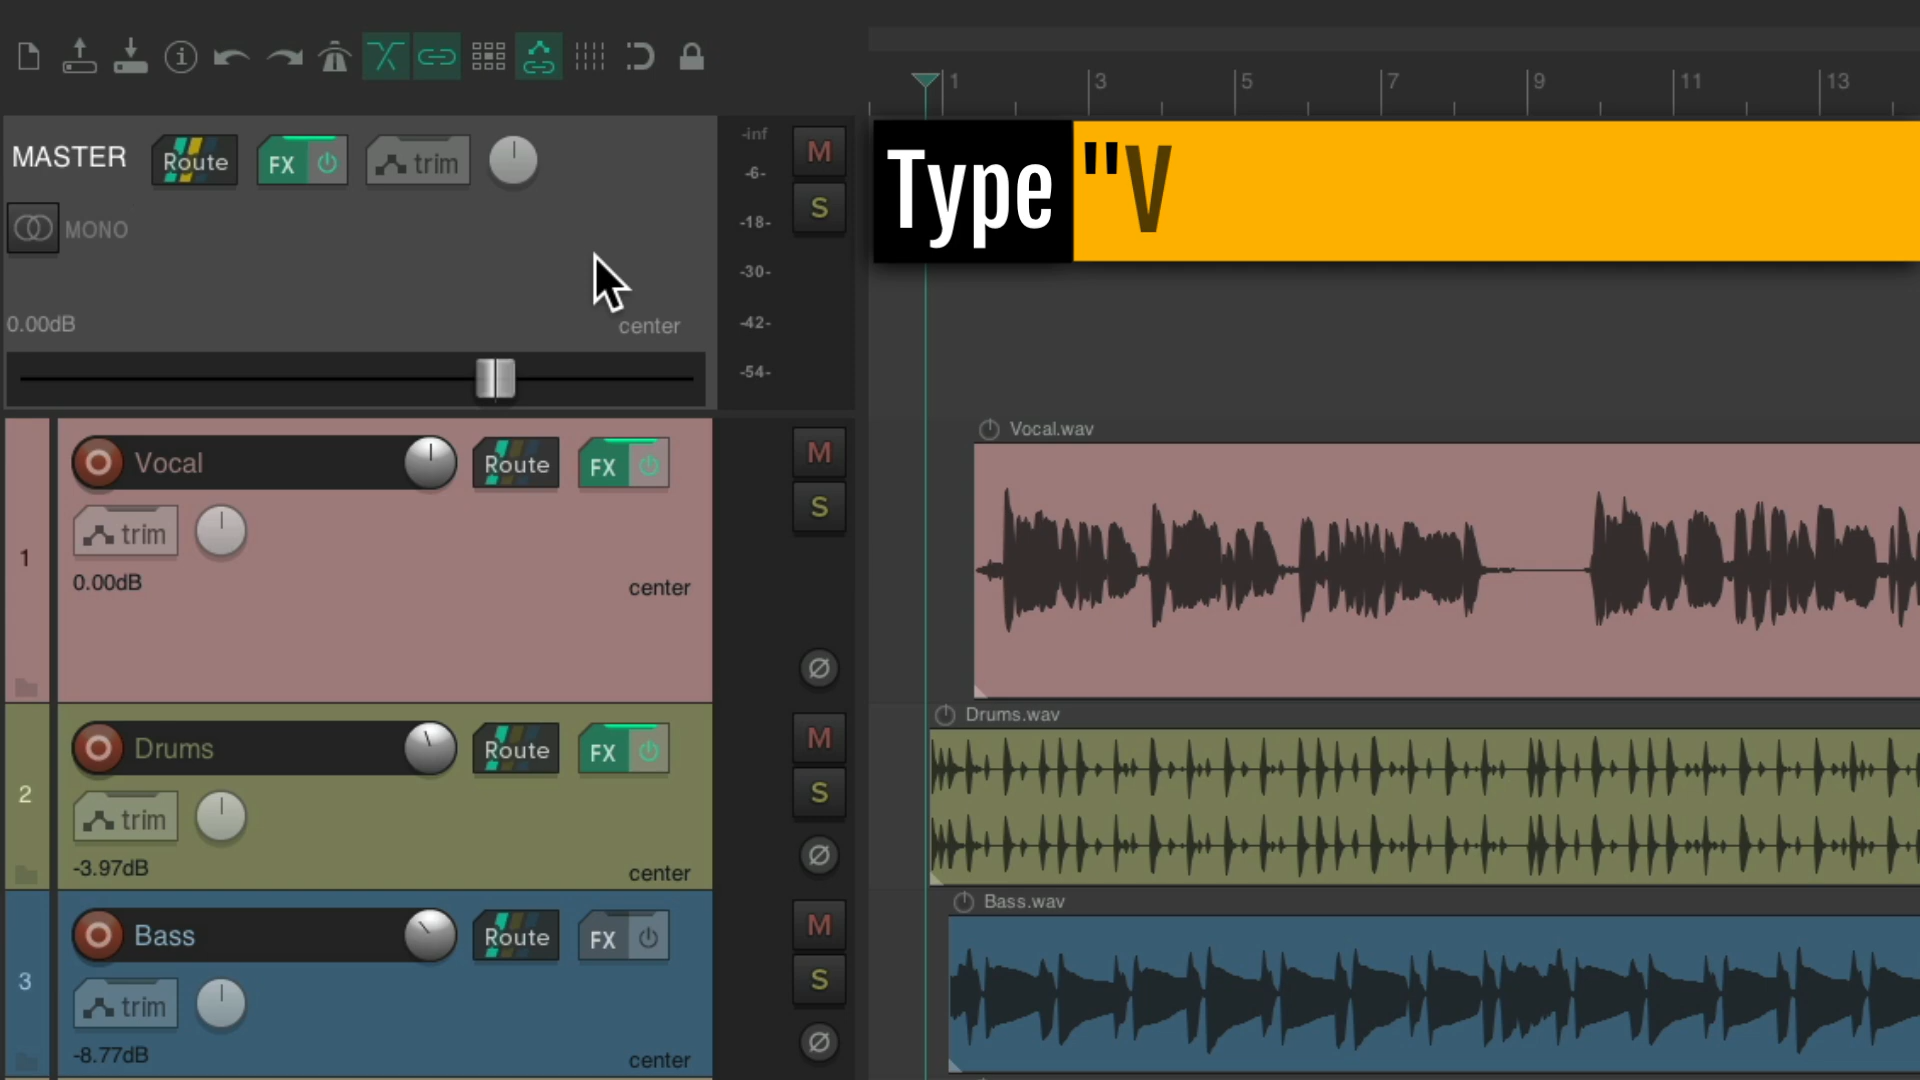 1 3 5 7 9 11 13
Type "V
MASTER Route FX trim
MONO
0.00dB center
-inf
-6-
-18-
-30-
-42-
-54-
M
S
Vocal.wav
1
Vocal Route FX
trim
0.00dB
center
M
S
Ø
Drums.wav
2
Drums Route FX
trim
-3.97dB
center
M
S
Ø
Bass.wav
3
Bass Route FX
trim
-8.77dB
center
M
S
Ø